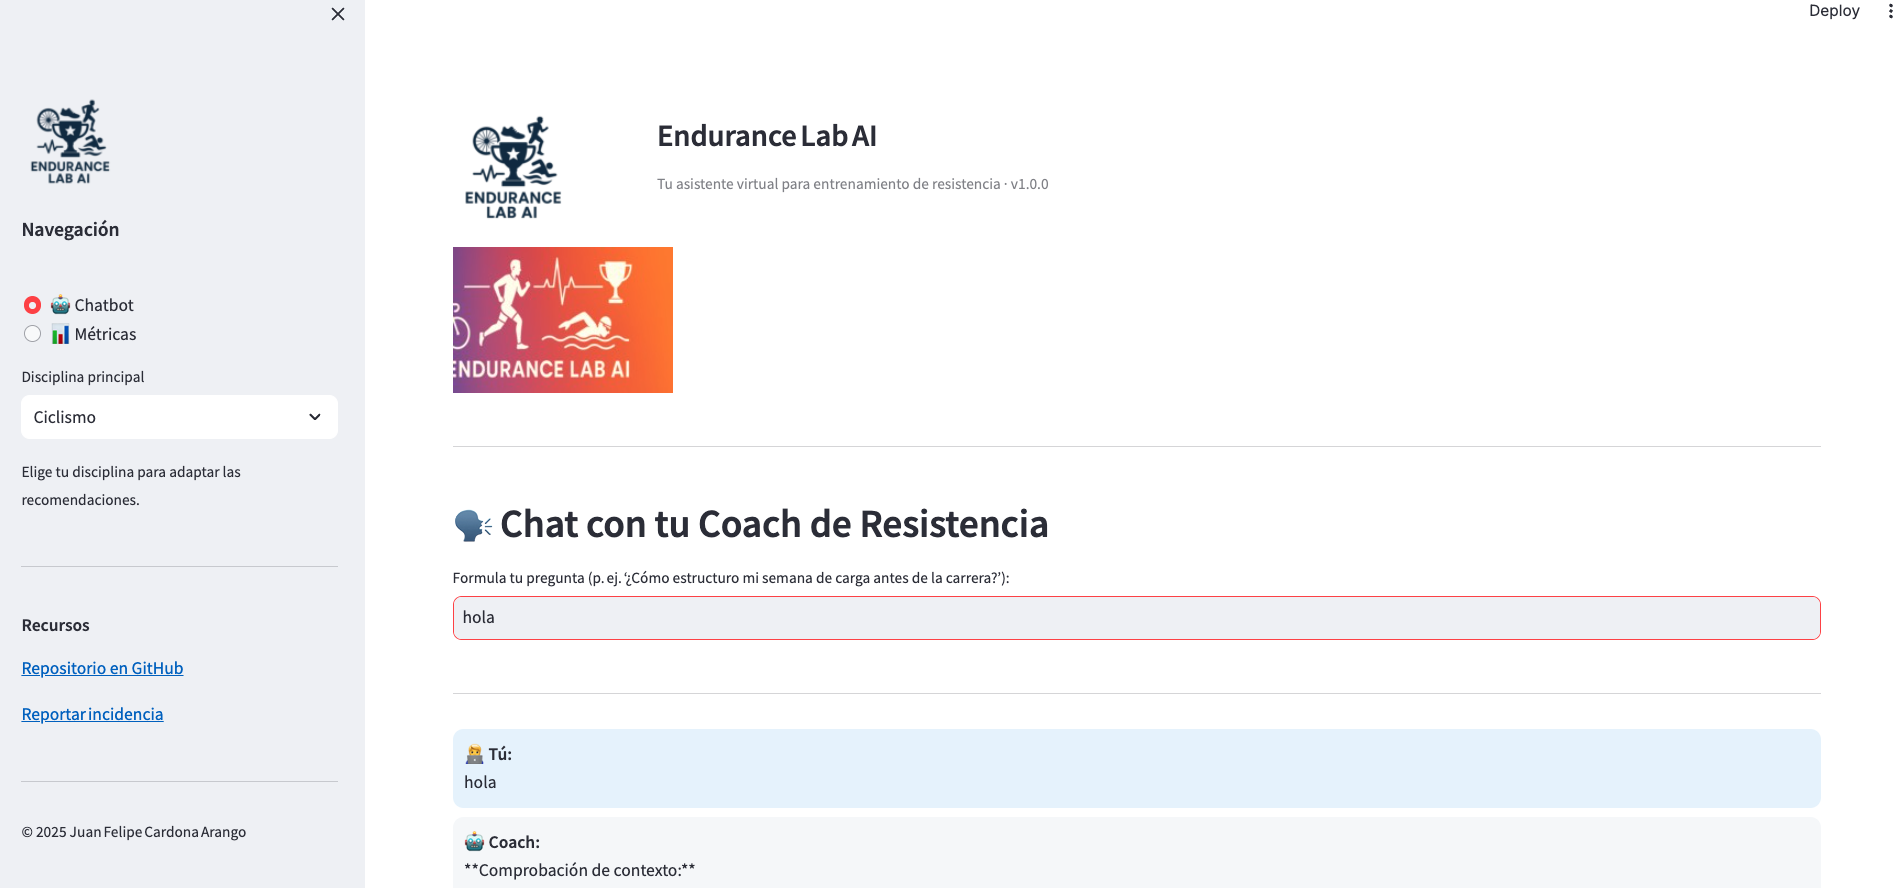 Deploy
ENDURANCE
LAB AI
Navegación
Chatbot
Métricas
Disciplina principal
Ciclismo
Elige tu disciplina para adaptar las
recomendaciones.
Recursos
Repositorio en GitHub
Reportar incidencia
© 2025 Juan Felipe Cardona Arango
ENDURANCE
LAB AI
Endurance Lab AI
Tu asistente virtual para entrenamiento de resistencia · v1.0.0
ENDURANCE LAB AI
Chat con tu Coach de Resistencia
Formula tu pregunta (p. ej. ‘¿Cómo estructuro mi semana de carga antes de la carrera?’):
hola
Tú:
hola
Coach:
**Comprobación de contexto:**